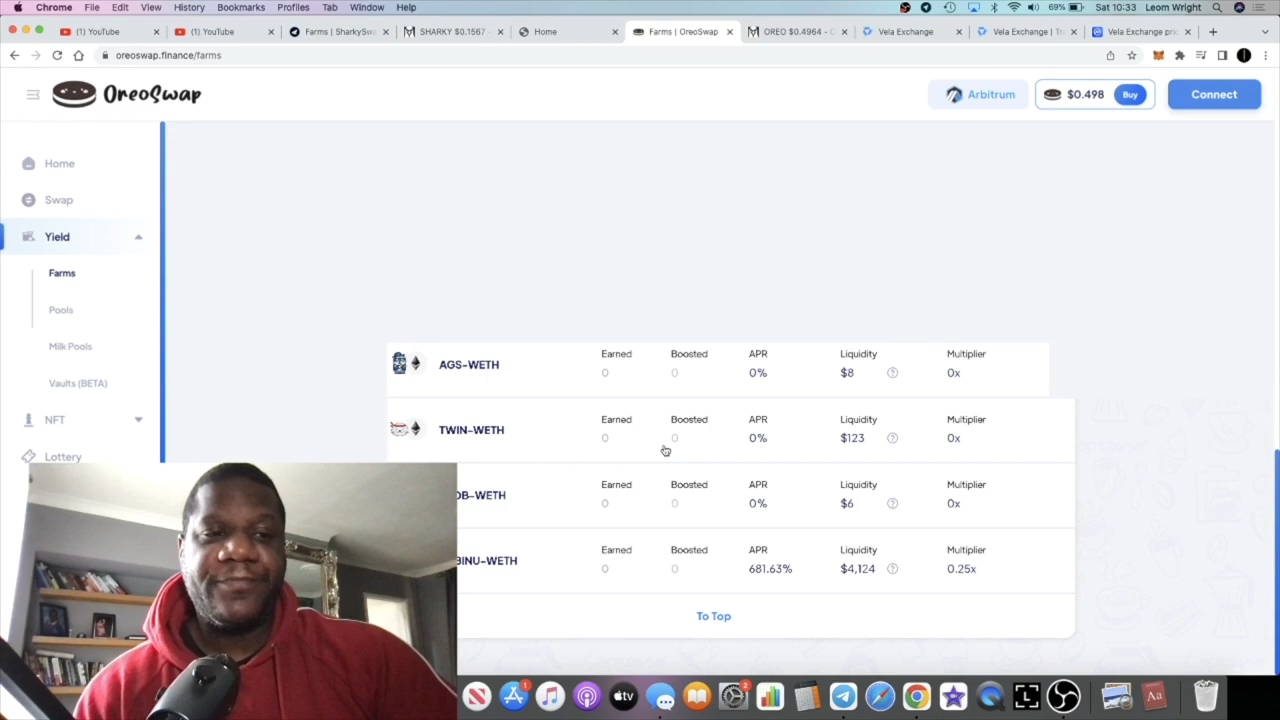 Chrome File Edit View History Bookmarks Profiles Tab Window Help 69% Sat 10:33 Leom Wright
(1) YouTube (1) YouTube Farms | SharkySwa SHARKY $0.1567 - Home Farms | OreoSwap OREO $0.4964 - Vela Exchange Vela Exchange | Tr Vela Exchange pri
oreoswap.finance/farms
OreoSwap Arbitrum $0.498 Buy Connect
Home
Swap
Yield
Farms
Pools
Milk Pools
Vaults (BETA)
NFT
Lottery
Earned Boosted APR Liquidity Multiplier
AGS-WETH 0 0 0% $8 0x
Earned Boosted APR Liquidity Multiplier
TWIN-WETH 0 0 0% $123 0x
Earned Boosted APR Liquidity Multiplier
OB-WETH 0 0 0% $6 0x
Earned Boosted APR Liquidity Multiplier
BINU-WETH 0 0 681.63% $4,124 0.25x
To Top
1 tv 2 L Aa